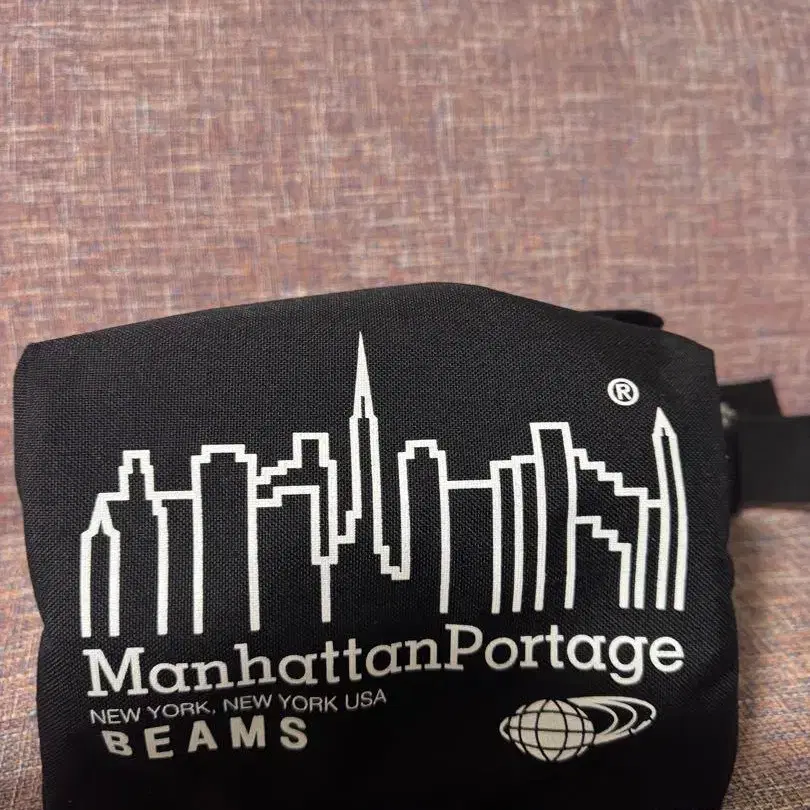 ®
ManhattanPortage
NEW YORK, NEW YORK USA
BEAMS